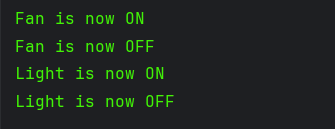 Fan is now ON
Fan is now OFF
Light is now ON
Light is now OFF